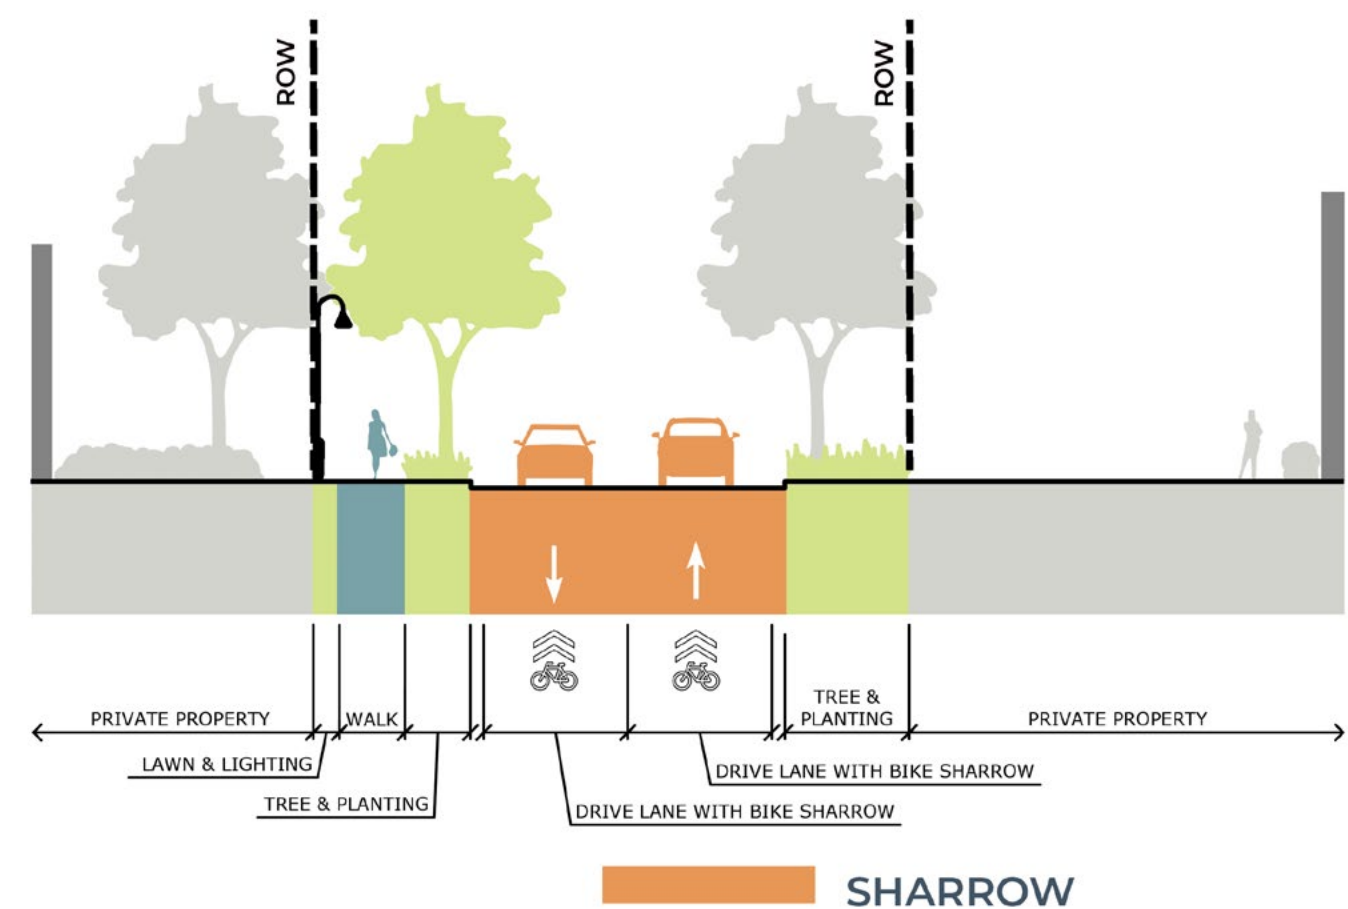 ROW
ROW
PRIVATE PROPERTY
WALK
TREE &
PLANTING
PRIVATE PROPERTY
LAWN & LIGHTING
DRIVE LANE WITH BIKE SHARROW
TREE & PLANTING
DRIVE LANE WITH BIKE SHARROW
SHARROW